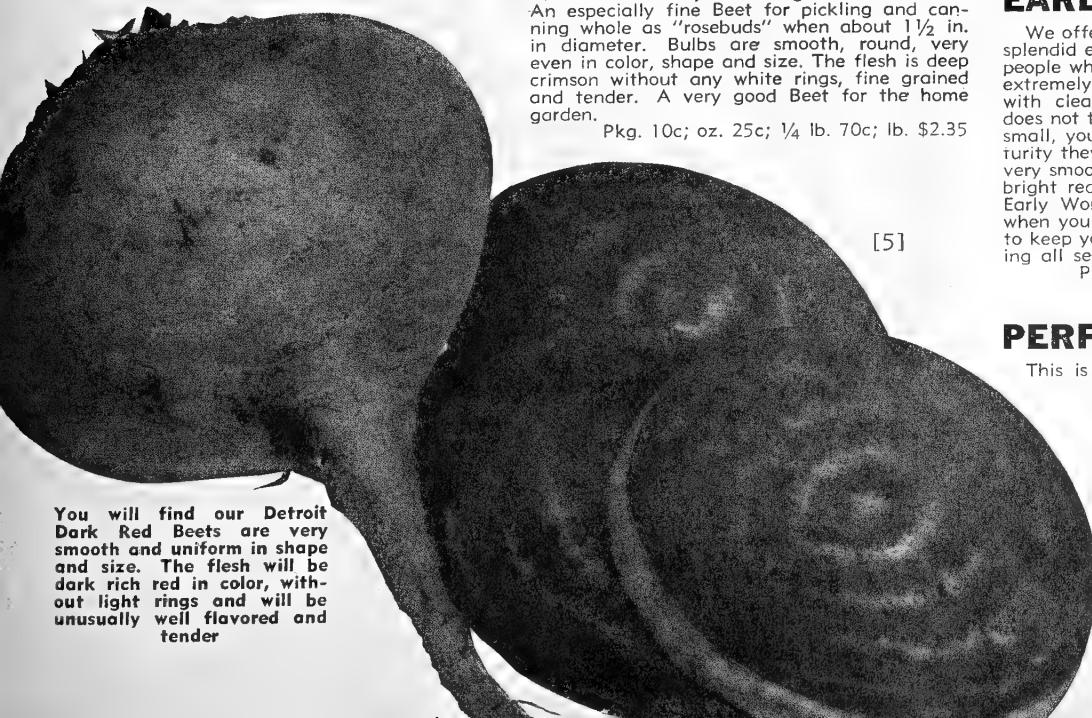 An especially fine Beet for pickling and can-
ning whole as "rosebuds" when about 1½ in.
in diameter. Bulbs are smooth, round, very
even in color, shape and size. The flesh is deep
crimson without any white rings, fine grained
and tender. A very good Beet for the home
garden.
Pkg. 10c; oz. 25c; ¼ lb. 70c; lb. $2.35
[5]
You will find our Detroit
Dark Red Beets are very
smooth and uniform in shape
and size. The flesh will be
dark rich red in color, with-
out light rings and will be
unusually well flavored and
tender
EARL
We offe
splendid e
people wh
extremely
with clea
does not t
small, you
turity they
very smoo
bright rec
Early Wo
when you
to keep yo
ing all se
P
PERF
This is